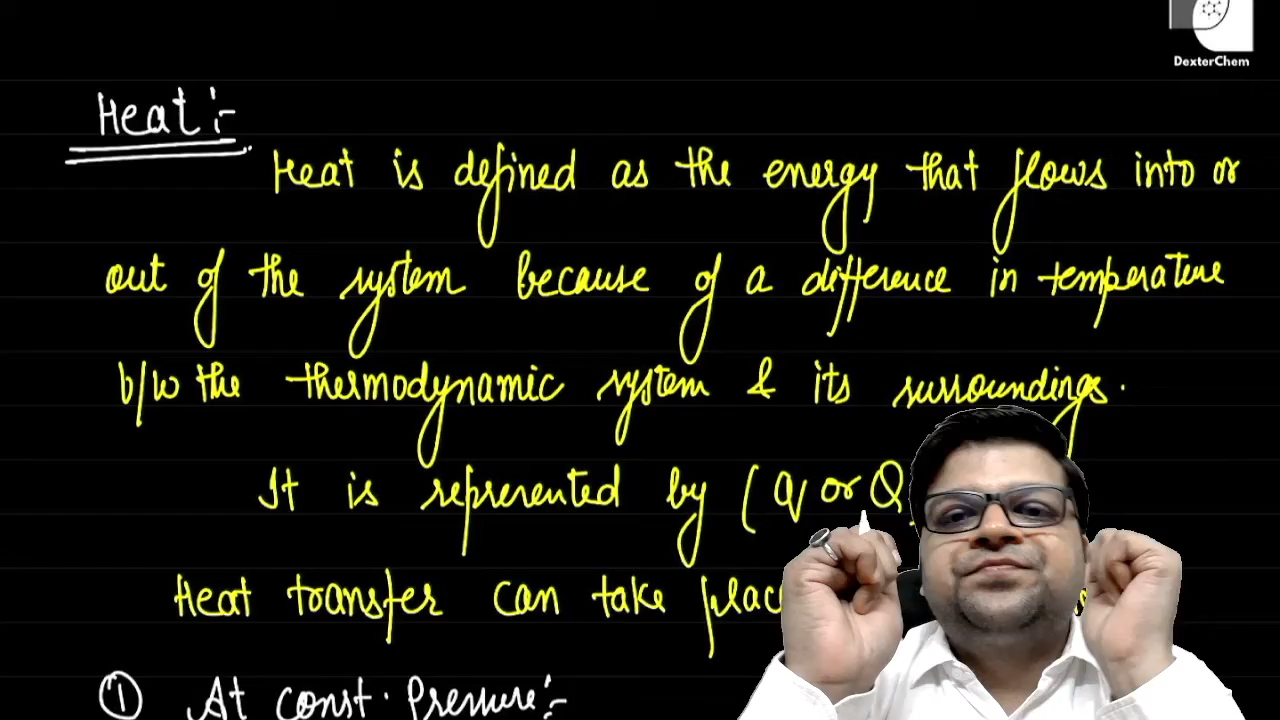 DexterChem
Heat :-
Heat is defined as the energy that flows into or
out of the system because of a difference in temperature
b/w the thermodynamic system & its surroundings.
It is represented by ( q or Q
Heat transfer can take
① At const. Pressure :-